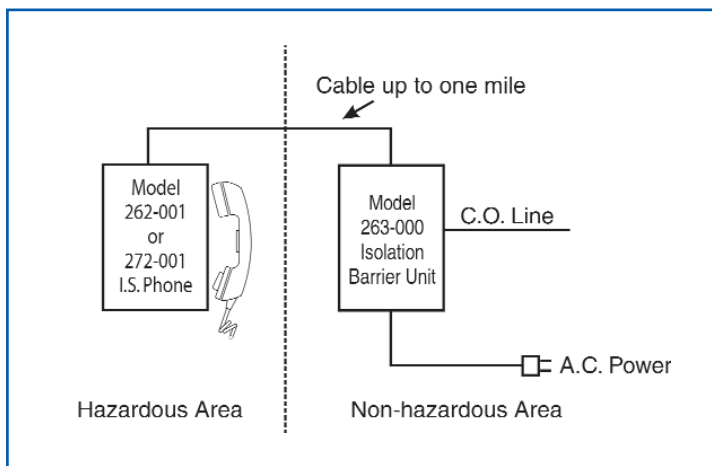 Cable up to one mile
Model
262-001
or
272-001
I.S. Phone
Model
263-000
Isolation
Barrier Unit
C.O. Line
A.C. Power
Hazardous Area
Non-hazardous Area